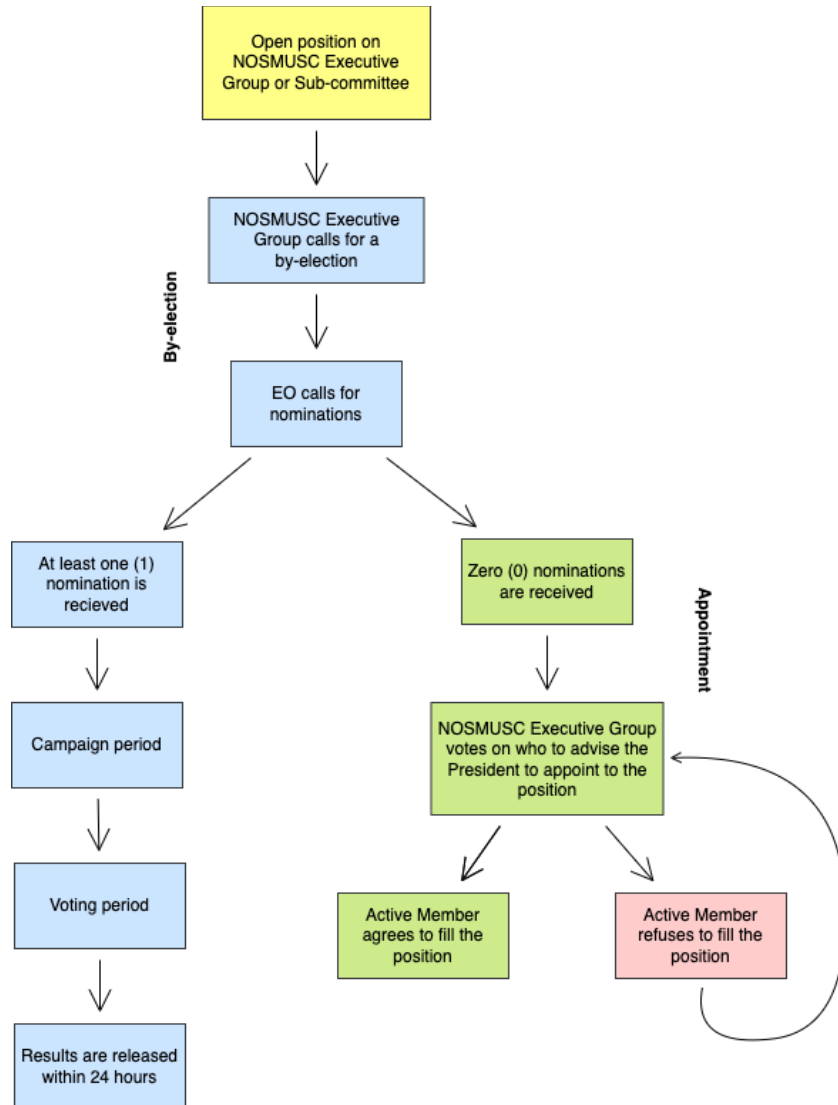 Open position on
NOSMUSC Executive
Group or Sub-committee
NOSMUSC Executive
Group calls for a
by-election
By-election
EO calls for
nominations
At least one (1)
nomination is
recieved
Zero (0) nominations
are received
Appointment
Campaign period
NOSMUSC Executive Group
votes on who to advise the
President to appoint to the
position
Voting period
Active Member
agrees to fill the
position
Active Member
refuses to fill the
position
Results are released
within 24 hours